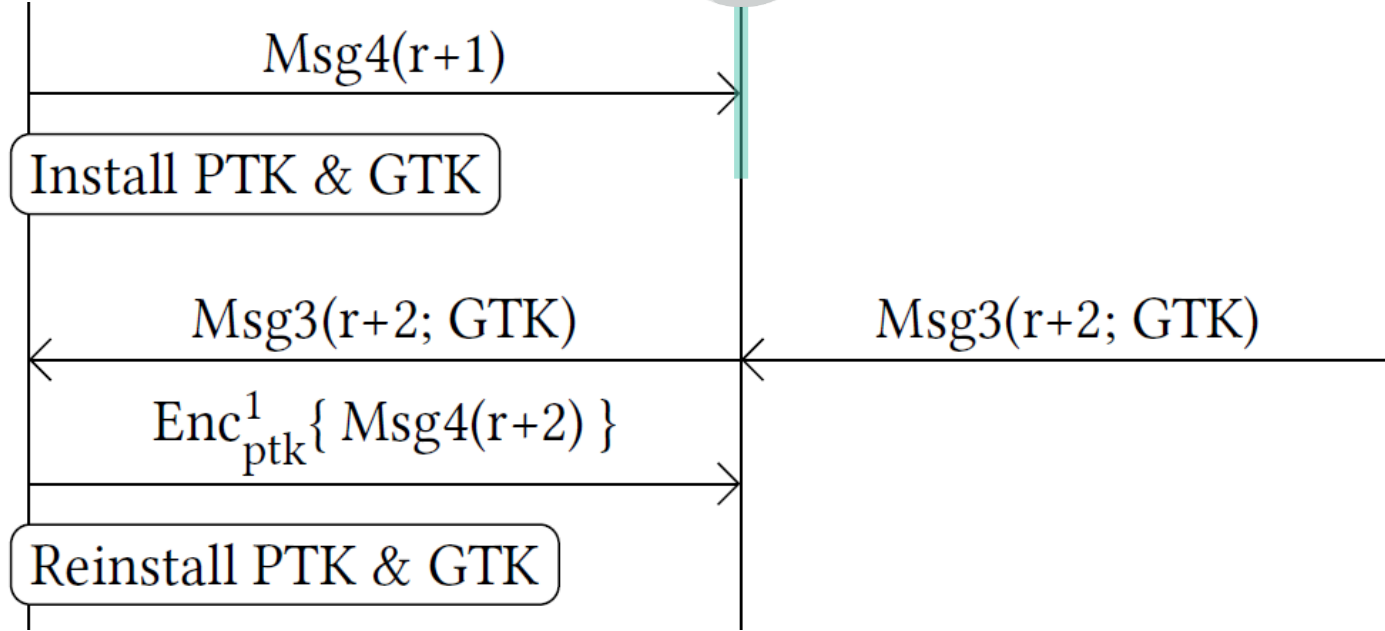 Msg4(r+1)
Install PTK & GTK
Msg3(r+2; GTK)
Msg3(r+2; GTK)
Enc¹ₚₜₖ{ Msg4(r+2) }
Reinstall PTK & GTK